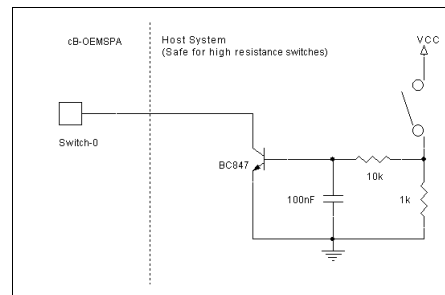 cB-OEMSPA
Host System
(Safe for high resistance switches)
VCC
Switch-0
BC847
10k
100nF
1k